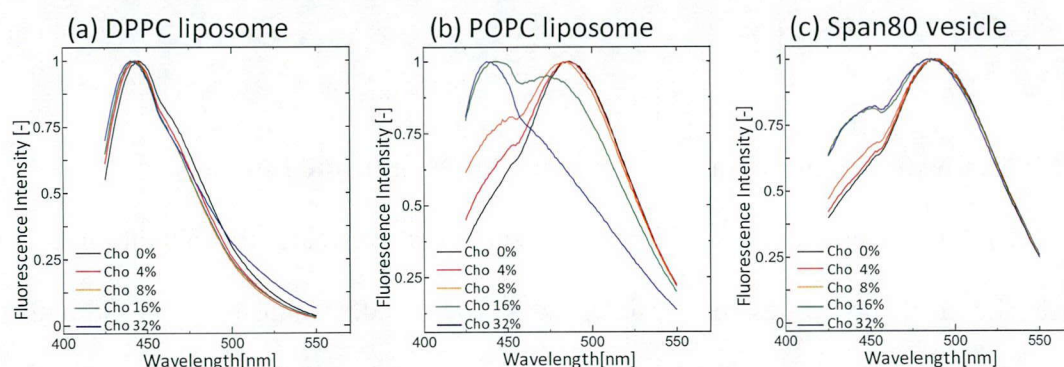 (a) DPPC liposome
Fluorescence Intensity [-]
1
0.75
0.5
0.25
0
Cho 0%
Cho 4%
Cho 8%
Cho 16%
Cho 32%
400 450 500 550
Wavelength[nm]
(b) POPC liposome
Fluorescence Intensity [-]
1
0.75
0.5
0.25
Cho 0%
Cho 4%
Cho 8%
Cho 16%
Cho 32%
400 450 500 550
Wavelength[nm]
(c) Span80 vesicle
Fluorescence Intensity [-]
1
0.75
0.5
0.25
0
Cho 0%
Cho 4%
Cho 8%
Cho 16%
Cho 32%
400 450 500 550
Wavelength[nm]